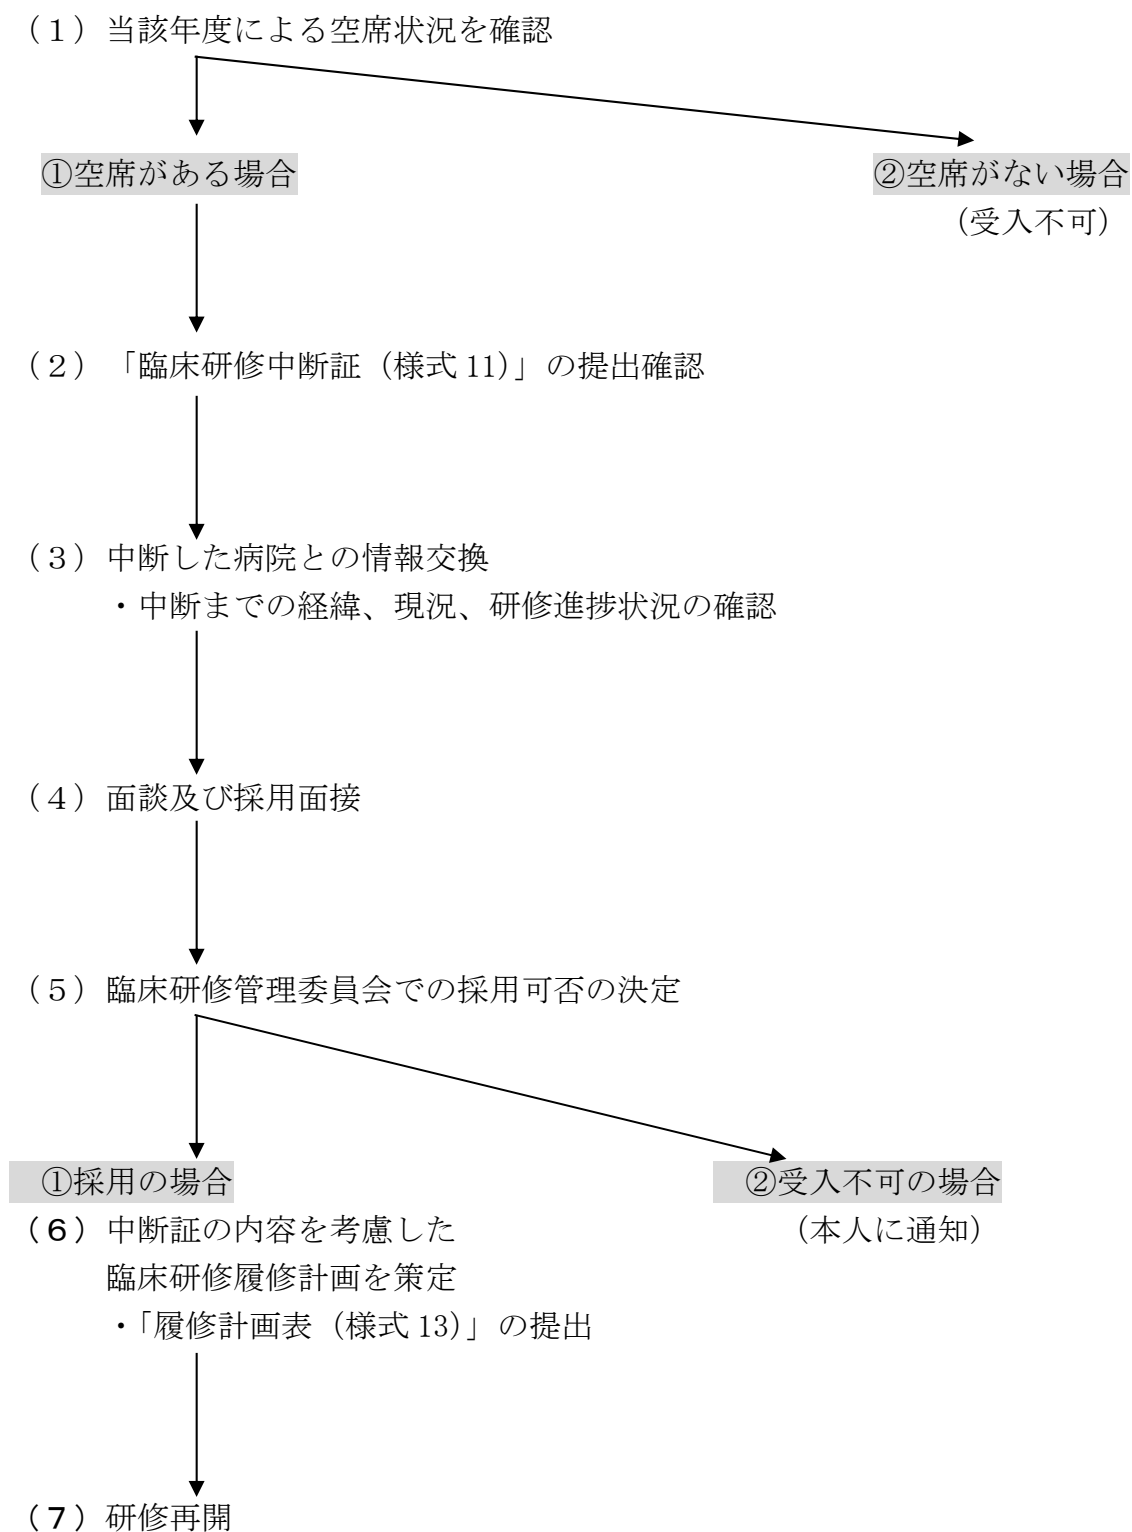 （１）当該年度による空席状況を確認
①空席がある場合
②空席がない場合
（受入不可）
（２）「臨床研修中断証（様式 11）」の提出確認
（３）中断した病院との情報交換
・中断までの経緯、現況、研修進捗状況の確認
（４）面談及び採用面接
（５）臨床研修管理委員会での採用可否の決定
①採用の場合
②受入不可の場合
（６）中断証の内容を考慮した
（本人に通知）
臨床研修履修計画を策定
・「履修計画表（様式 13）」の提出
（７）研修再開